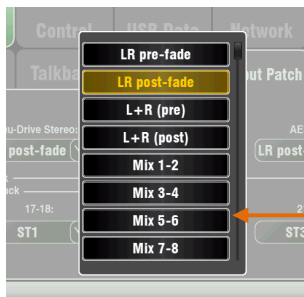 Control USB Data Network
Talkba ut Patch
LR pre-fade
LR post-fade
L+R (pre)
L+R (post)
Mix 1-2
Mix 3-4
Mix 5-6
Mix 7-8
u-Drive Stereo: AE
post-fade LR post-
ck
17-18: 2
ST1 ST3